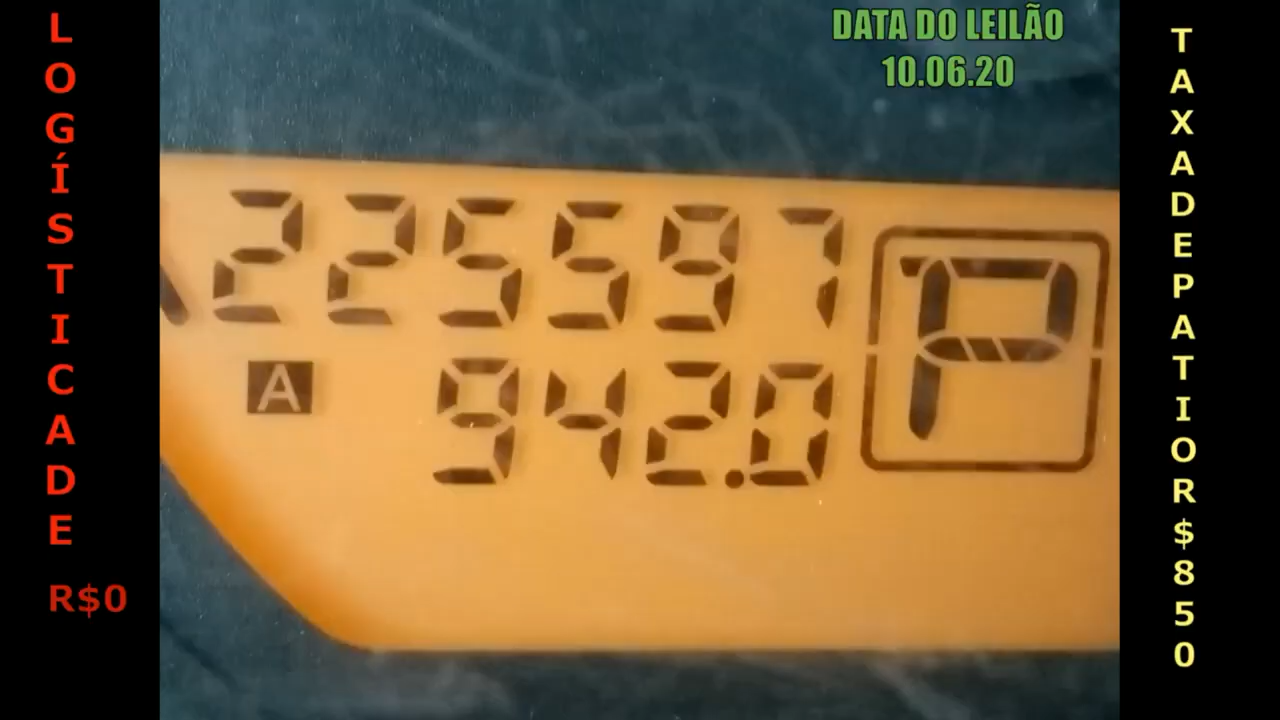 LOGÍSTICADE
R$0
DATA DO LEILÃO
10.06.20
225597
P
A
942.0
TAXADEPATIOR$850